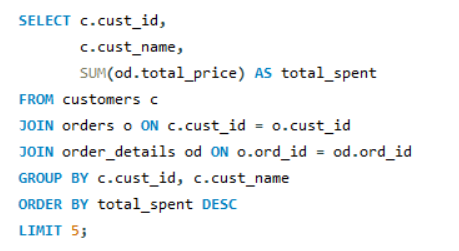 SELECT c.cust_id,
       c.cust_name,
       SUM(od.total_price) AS total_spent
FROM customers c
JOIN orders o ON c.cust_id = o.cust_id
JOIN order_details od ON o.ord_id = od.ord_id
GROUP BY c.cust_id, c.cust_name
ORDER BY total_spent DESC
LIMIT 5;